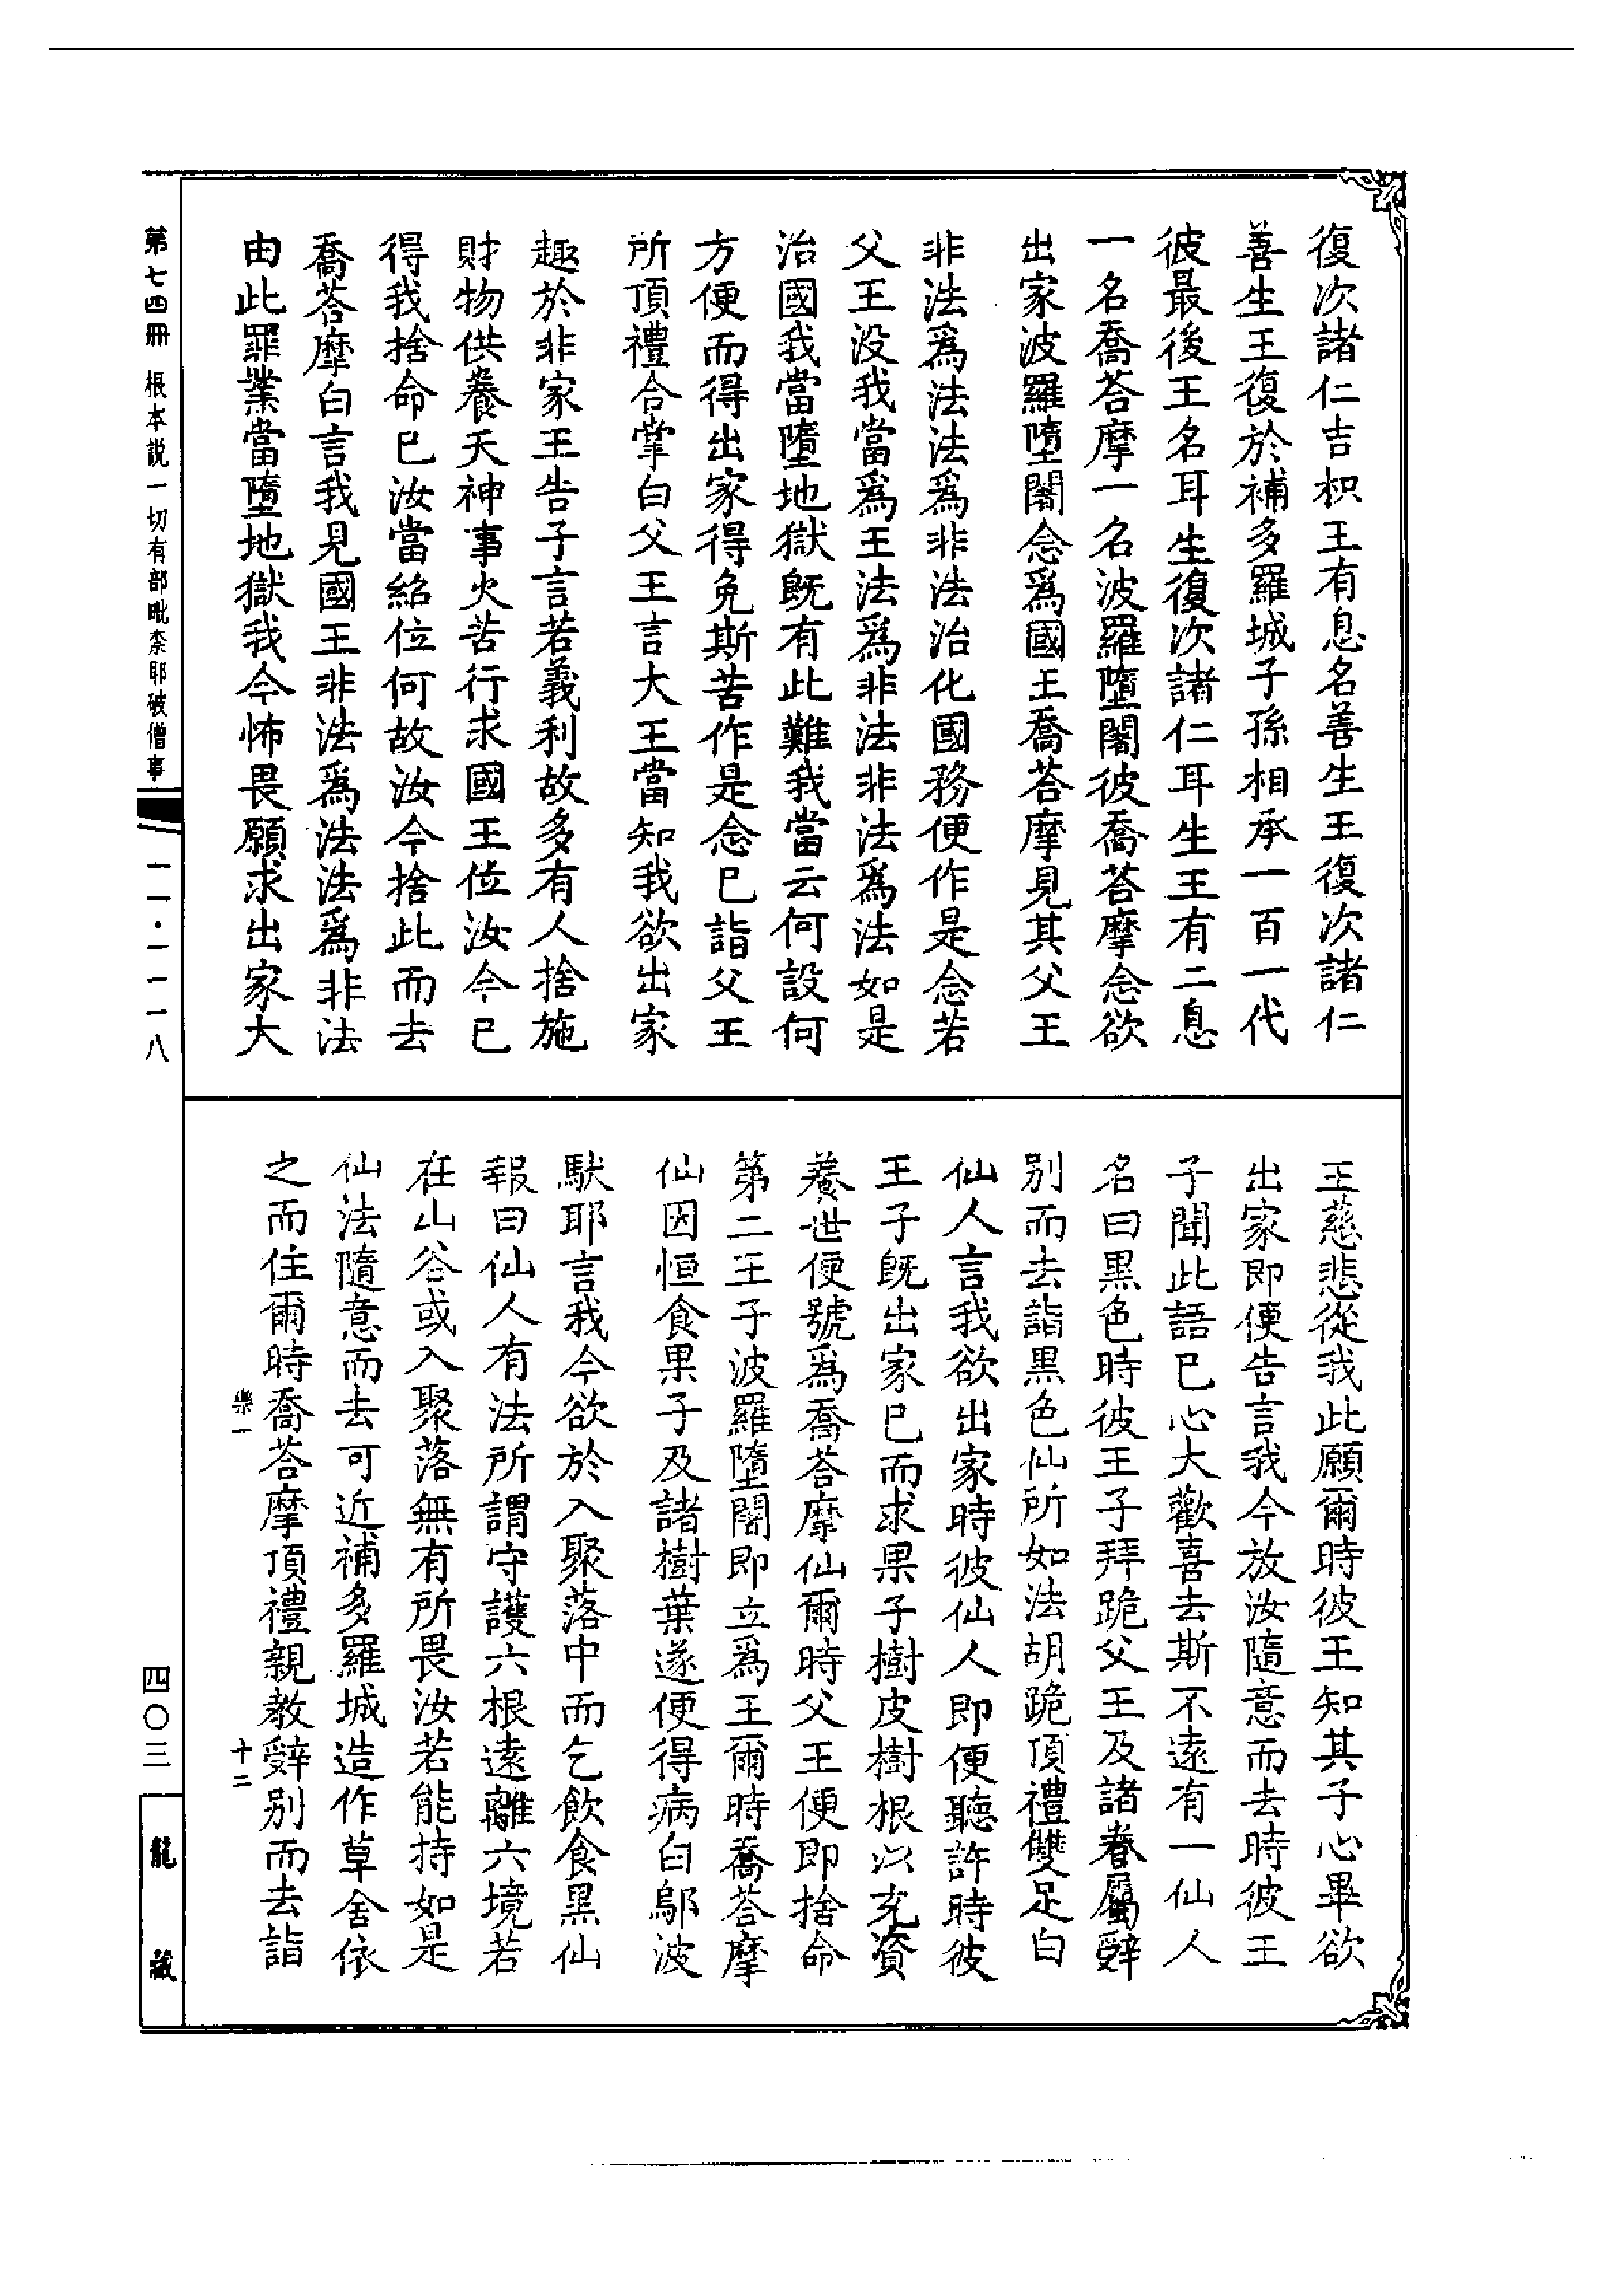 復次諸仁吉枳王有息名善生王復次諸仁
善生王復於補多羅城子孫相承一百一代
彼最後王名耳生復次諸仁耳生王有二息
一名喬荅摩一名波羅墮闍彼喬荅摩念欲
出家波羅墮闍念爲國王喬荅摩見其父王
非法爲法法爲非法治化國務便作是念若
父王没我當爲王法爲非法非法爲法如是
治國我當墮地獄旣有此難我當云何設何
方便而得出家得免斯苦作是念已詣父王
所頂禮合掌白父王言大王當知我欲出家
趣於非家王告子言若義利故多有人捨施
財物供養天神事火苦行求國王位汝今已
得我捨命已汝當紹位何故汝今捨此而去
喬荅摩白言我見國王非法爲法法爲非法
由此罪業當墮地獄我今怖畏願求出家大
王慈悲從我此願爾時彼王知其子心畢欲
出家即便告言我今放汝隨意而去時彼王
子聞此語已心大歡喜去斯不遠有一仙人
名曰黑色時彼王子拜跪父王及諸眷屬辭
別而去詣黑色仙所如法胡跪頂禮雙足白
仙人言我欲出家時彼仙人即便聽許時彼
王子旣出家已而求果子樹皮樹根以充資
養世便號爲喬荅摩仙爾時父王便即捨命
第二王子波羅墮闍即立爲王爾時喬荅摩
仙因恒食果子及諸樹葉遂便得病白鄔波
馱耶言我今欲於入聚落中而乞飲食黑仙
報曰仙人有法所謂守護六根遠離六境若
在山谷或入聚落無有所畏汝若能持如是
仙法隨意而去可近補多羅城造作草舍依
之而住爾時喬荅摩頂禮親教辭別而去詣
樂一
十二
第七四冊 根本説一切有部毗柰耶破僧事
一一·一一一八
四〇三
龍藏